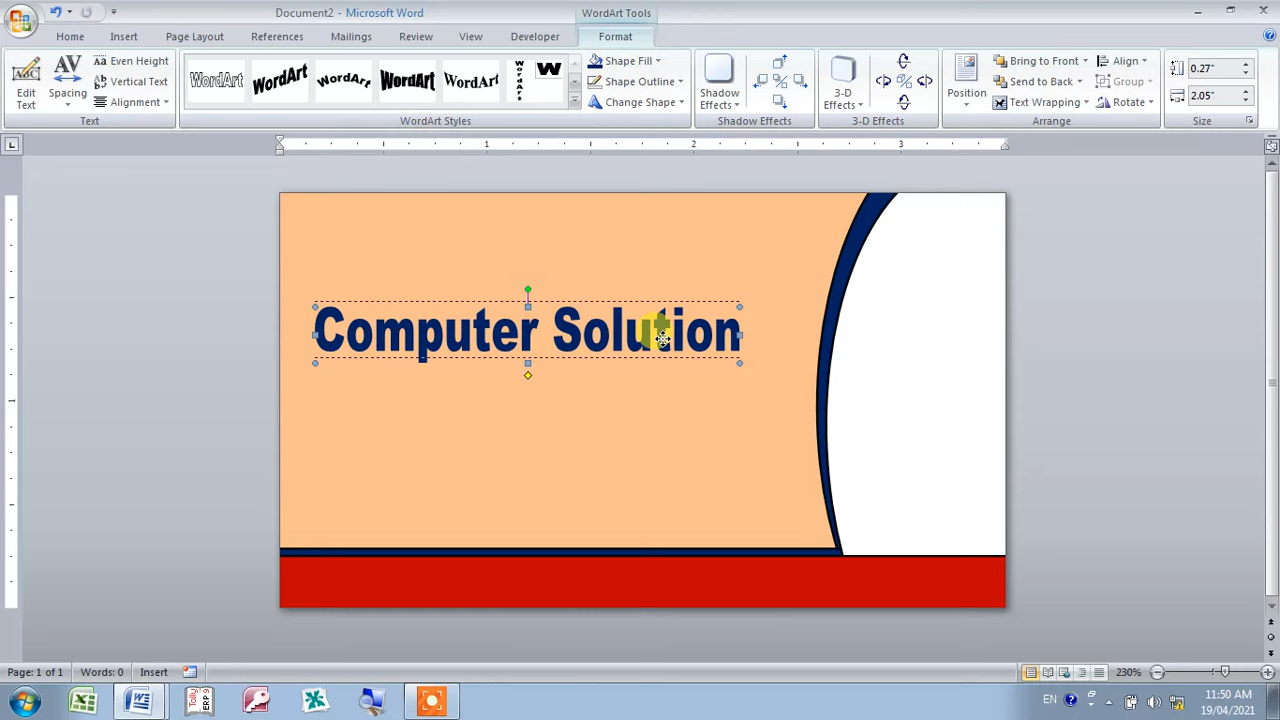 Document2 - Microsoft Word
WordArt Tools
Home Insert Page Layout References Mailings Review View Developer Format
Edit Text
Spacing
Even Height
Vertical Text
Alignment
Text
WordArt WordArt WordArt WordArt WordArt WordArt W
Shape Fill
Shape Outline
Change Shape
WordArt Styles
Shadow Effects
Shadow Effects
3-D Effects
3-D Effects
Position
Bring to Front
Send to Back
Text Wrapping
Align
Group
Rotate
Arrange
0.27"
2.05"
Size
1 2 3
Computer Solution
Page: 1 of 1 Words: 0 Insert 230%
EN 11:50 AM
19/04/2021